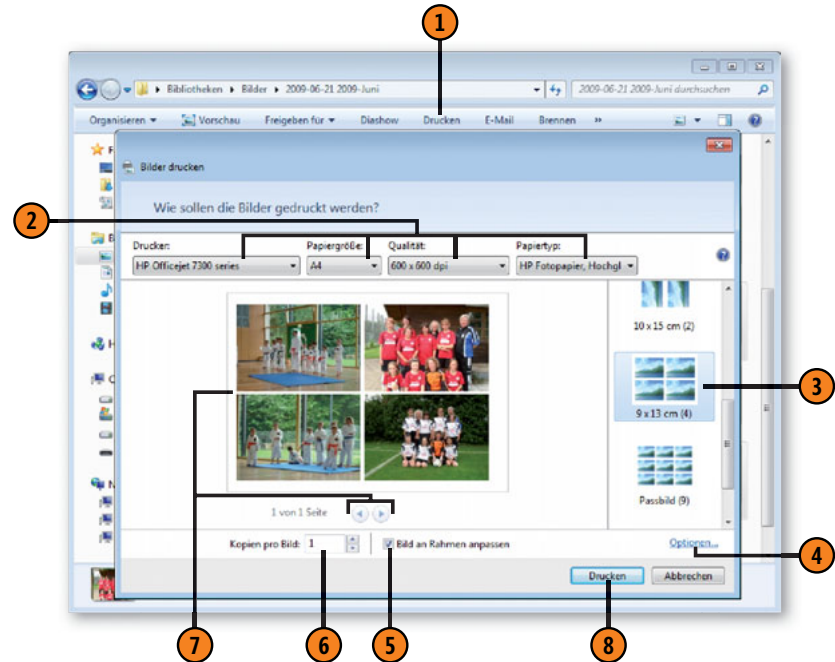 1
Bibliotheken Bilder 2009-06-21 2009-Juni
2009-06-21 2009-Juni durchsuchen
Organisieren Vorschau Freigeben für Diashow Drucken E-Mail Brennen »
Bilder drucken
Wie sollen die Bilder gedruckt werden?
2
Drucker: Papiergröße: Qualität: Papiertyp:
HP Officejet 7300 series A4 600 x 600 dpi HP Fotopapier, Hochgl
10 x 15 cm (2)
3
9 x 13 cm (4)
Passbild (9)
1 von 1 Seite
Kopien pro Bild: 1 Bild an Rahmen anpassen Optionen...
4
Drucken Abbrechen
7 6 5 8